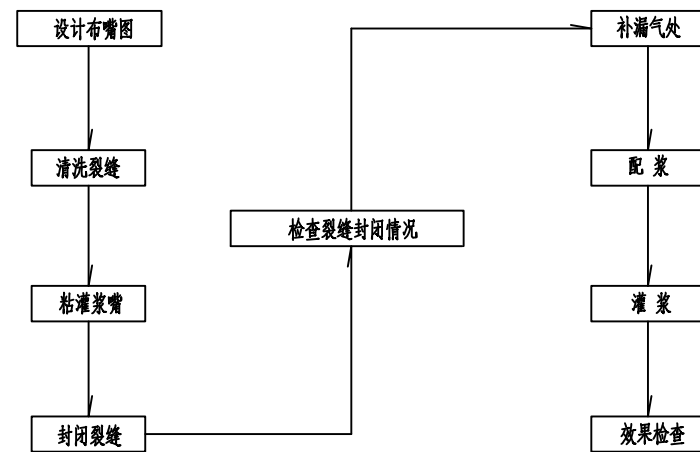 设计布嘴图
清洗裂缝
粘灌浆嘴
封闭裂缝
检查裂缝封闭情况
补漏气处
配 浆
灌 浆
效果检查